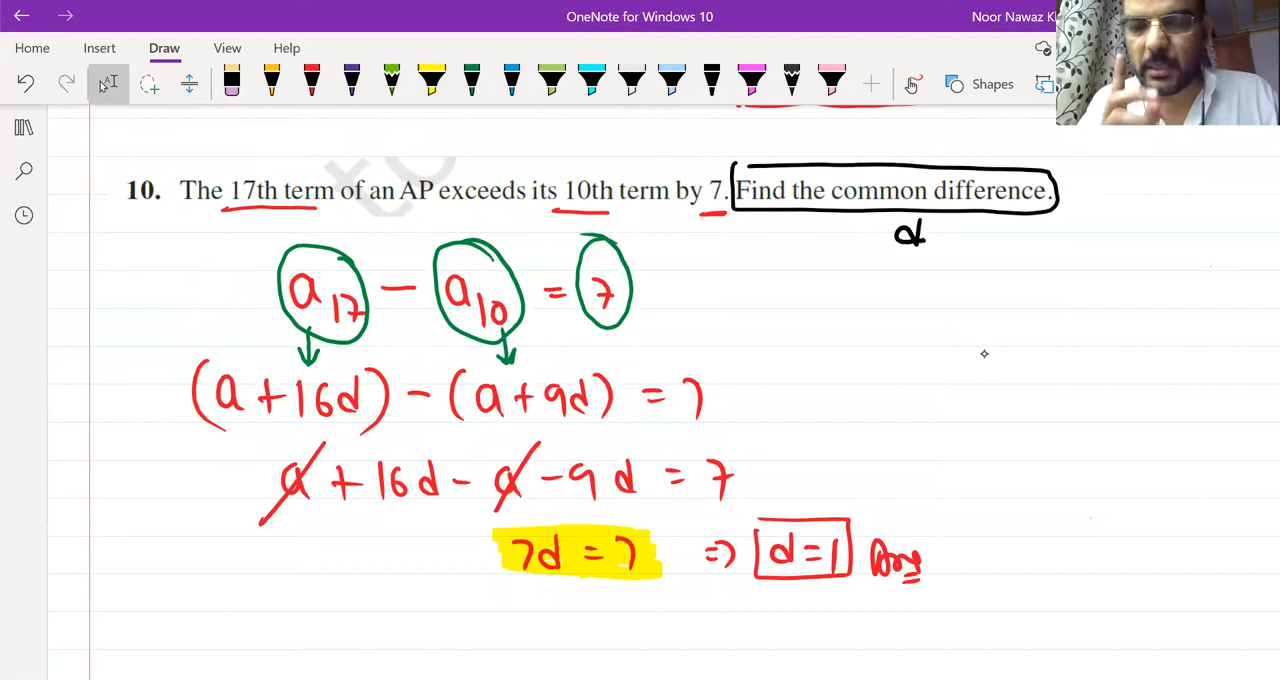 OneNote for Windows 10
Noor Nawaz K
Home Insert Draw View Help
Shapes
10. The 17th term of an AP exceeds its 10th term by 7. Find the common difference.
d
a17 - a10 = 7
(a + 16d) - (a + 9d) = 7
a + 16d - a - 9d = 7
7d = 7 => d = 1 Ans